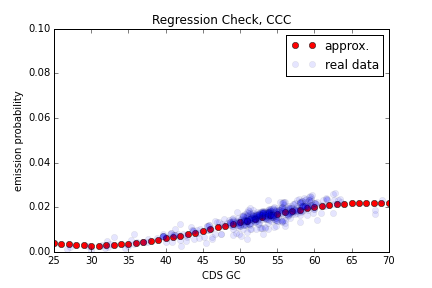 Regression Check, CCC
0.10
0.08
0.06
0.04
0.02
0.00
emission probability
approx.
real data
25 30 35 40 45 50 55 60 65 70
CDS GC